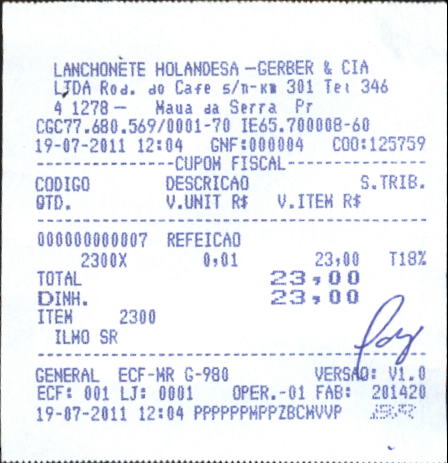 LANCHONETE HOLANDESA -GERBER & CIA
LTDA Rod. do Cafe s/n-km 301 Tel 346
4 1278 - Maua da Serra Pr
CGC77.680.569/0001-70 IE65.700008-60
19-07-2011 12:04 GNF:000004 COO:125759
CUPOM FISCAL
CODIGO DESCRICAO S.TRIB.
QTD. V.UNIT R$ V.ITEM R$
000000000007 REFEICAO
2300X 0,01 23,00 T18%
TOTAL 23,00
DINH. 23,00
ITEM 2300
ILMO SR
GENERAL ECF-MR G-980 VERSAO: V1.0
ECF: 001 LJ: 0001 OPER.-01 FAB: 201420
19-07-2011 12:04 PPPPPPMPPZBCMVVP